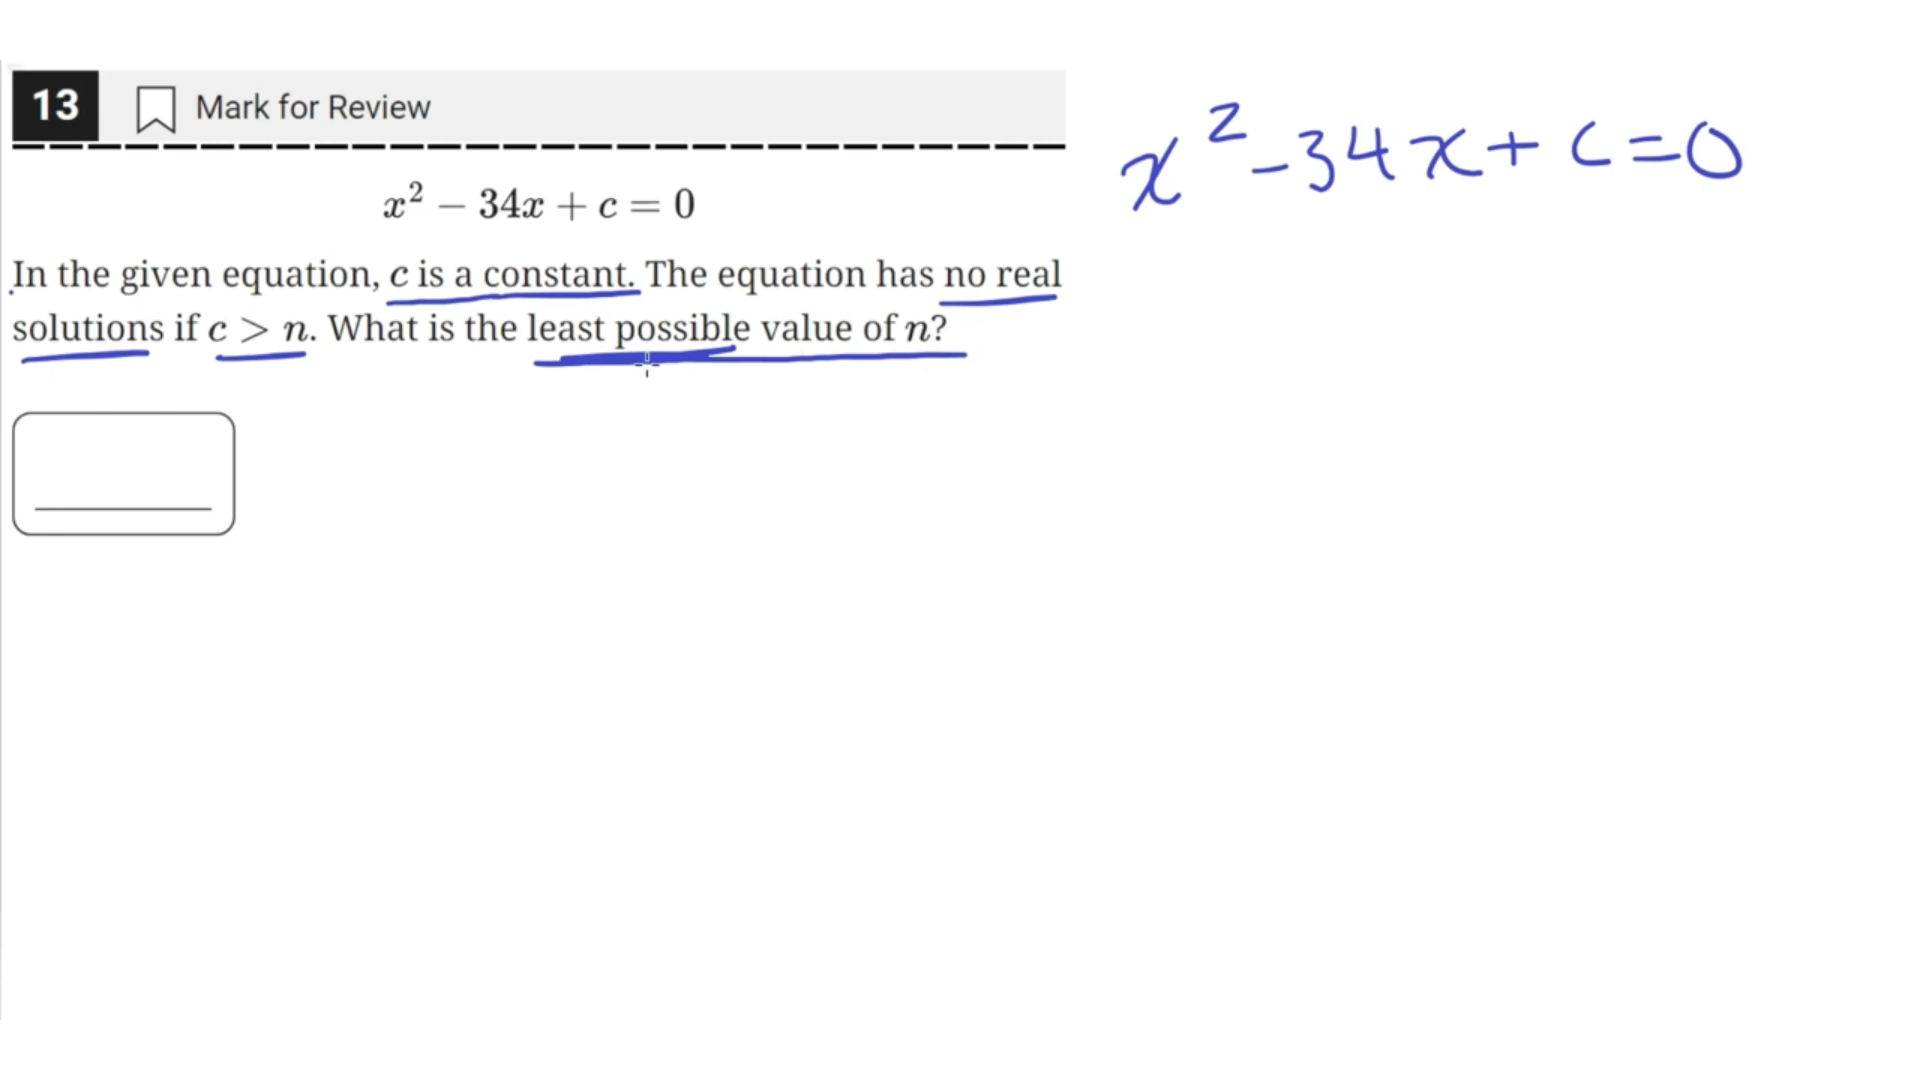 13 Mark for Review
x² − 34x + c = 0
In the given equation, c is a constant. The equation has no real
solutions if c > n. What is the least possible value of n?
x² - 34x + c = 0